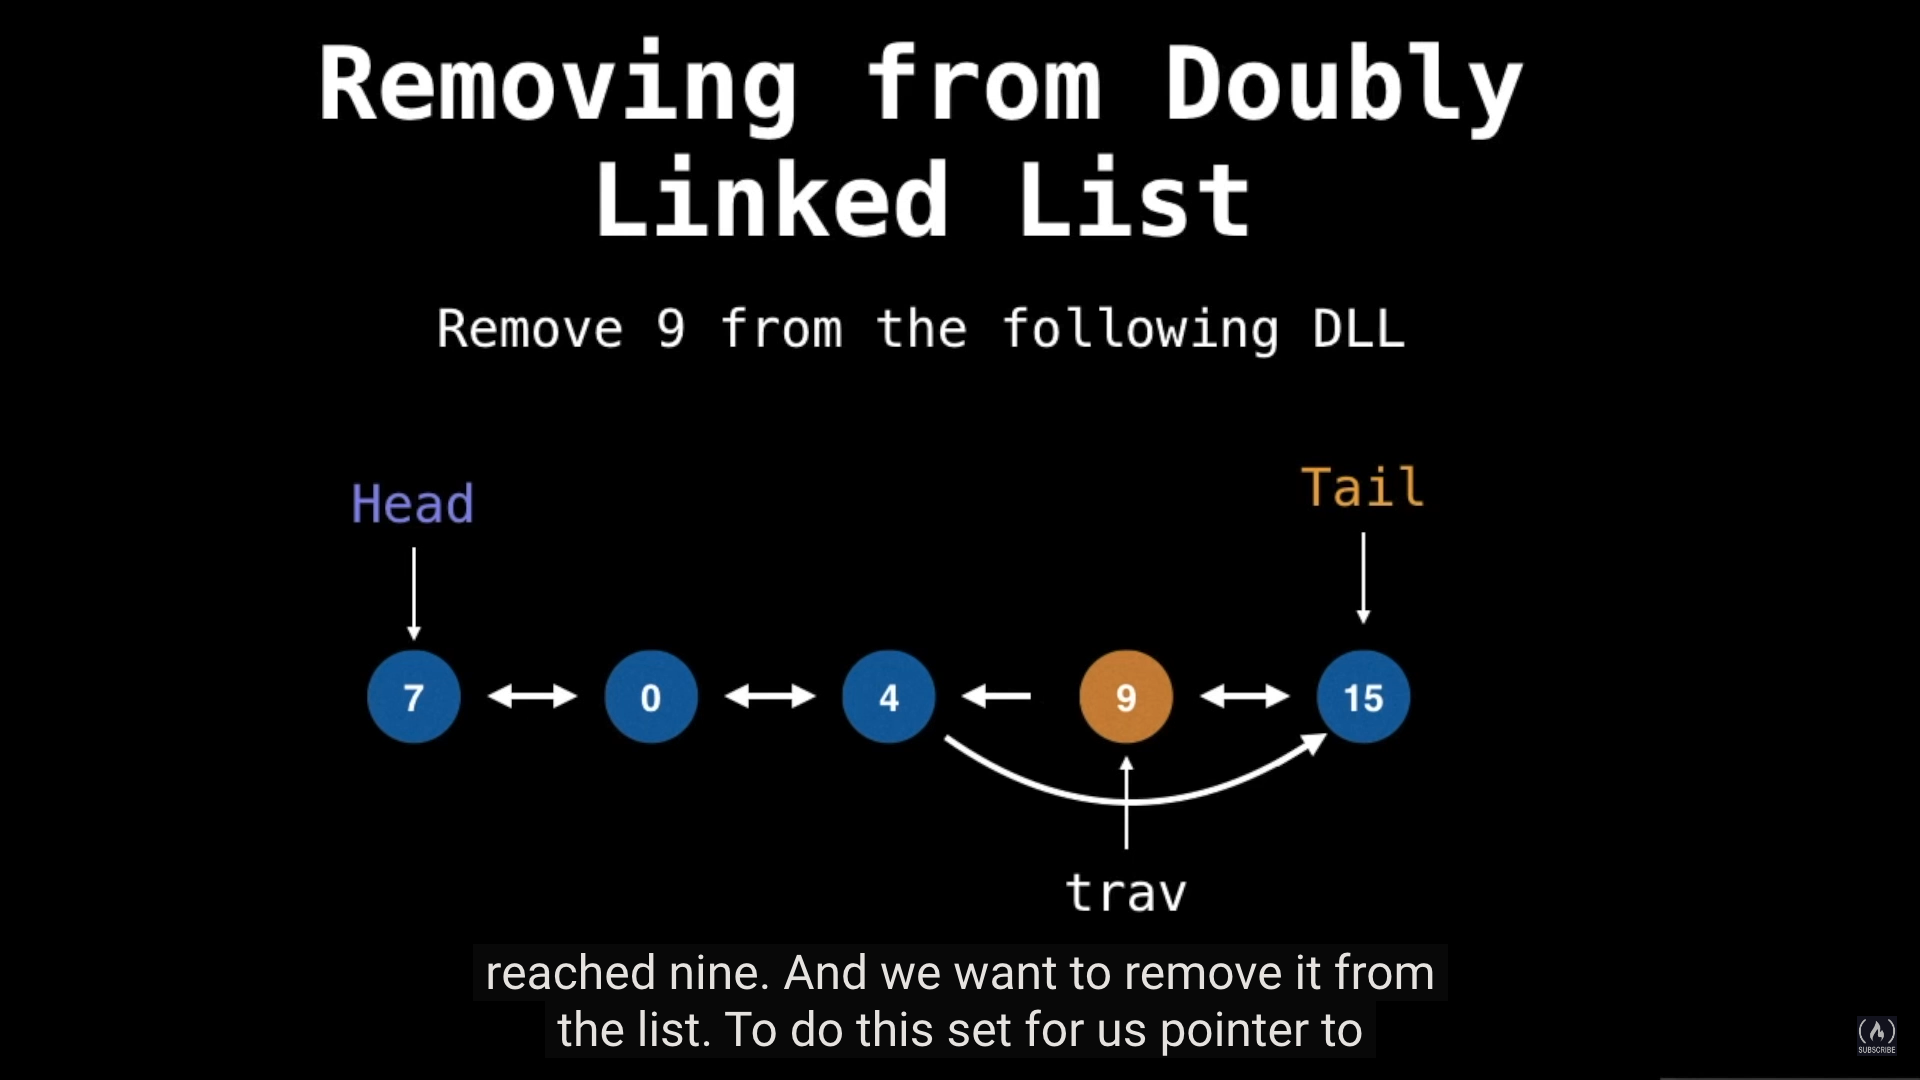 Removing from Doubly
Linked List
Remove 9 from the following DLL
Head
Tail
7
0
4
9
15
trav
reached nine. And we want to remove it from
the list. To do this set for us pointer to
SUBSCRIBE